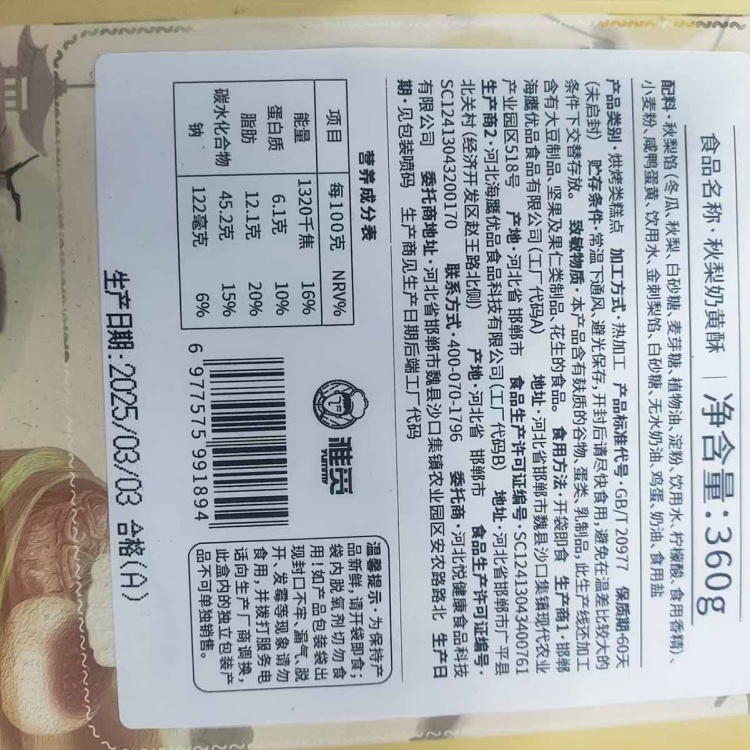 食品名称·秋梨奶黄酥 | 净含量:360g
配料·秋梨馅(冬瓜、秋梨、白砂糖、麦芽糖、植物油、淀粉、饮用水、柠檬酸、食用香精)、
小麦粉、咸鸭蛋黄、饮用水、金刺梨馅、白砂糖、无水奶油、鸡蛋、奶油、食用盐
产品类别·烘烤类糕点 加工方式·热加工 产品标准代号·GB/T 20977 保质期·60天
(未启封) 贮存条件·常温下通风、避光保存,开封后请尽快食用,避免在温差比较大的
条件下交替存放。 致敏物质·本产品含有麸质的谷物、蛋类、乳制品,此生产线还加工
含有大豆制品、坚果及果仁类制品、花生的食品。 食用方法·开袋即食 生产商1·邯郸
海鹰优品食品有限公司(工厂代码A) 地址·河北省邯郸市魏县沙口集镇现代农业
产业园区518号 产地·河北省 邯郸市 食品生产许可证编号·SC12413043400761
生产商2·河北海鹰优品食品科技有限公司(工厂代码B) 地址·河北省邯郸市广平县
北关村(经济开发区赵王路北侧) 产地·河北省 邯郸市 食品生产许可证编号·
SC12413043200170 联系方式·400-070-1796 委托商·河北悦健康食品科技
有限公司 委托商地址·河北省邯郸市魏县沙口集镇农业园区安农路路北 生产日
期·见包装喷码 生产商见生产日期后端工厂代码
营养成分表
项目 每100克 NRV%
能量 1320千焦 16%
蛋白质 6.1克 10%
脂肪 12.1克 20%
碳水化合物 45.2克 15%
钠 122毫克 6%
雅觅
YAMI
6 977575 991894
温馨提示·为保持产
品新鲜,请开袋即食;
袋内脱氧剂切勿食
用!如产品包装袋出
现封口不牢、漏气、脱
开、发霉等现象请勿
食用,并拨打服务电
话向生产厂商调换,
此盒内的独立包装产
品不可单独销售。
生产日期:2025/03/03 合格(A)